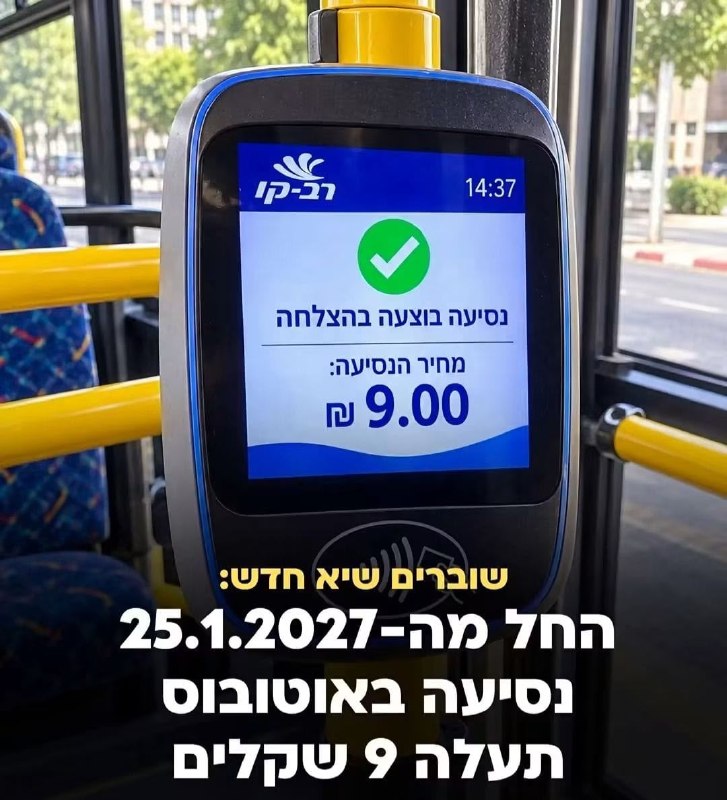 רב-קו
14:37
נסיעה בוצעה בהצלחה
מחיר הנסיעה:
9.00 ₪
שוברים שיא חדש:
החל מה-25.1.2027
נסיעה באוטובוס
תעלה 9 שקלים